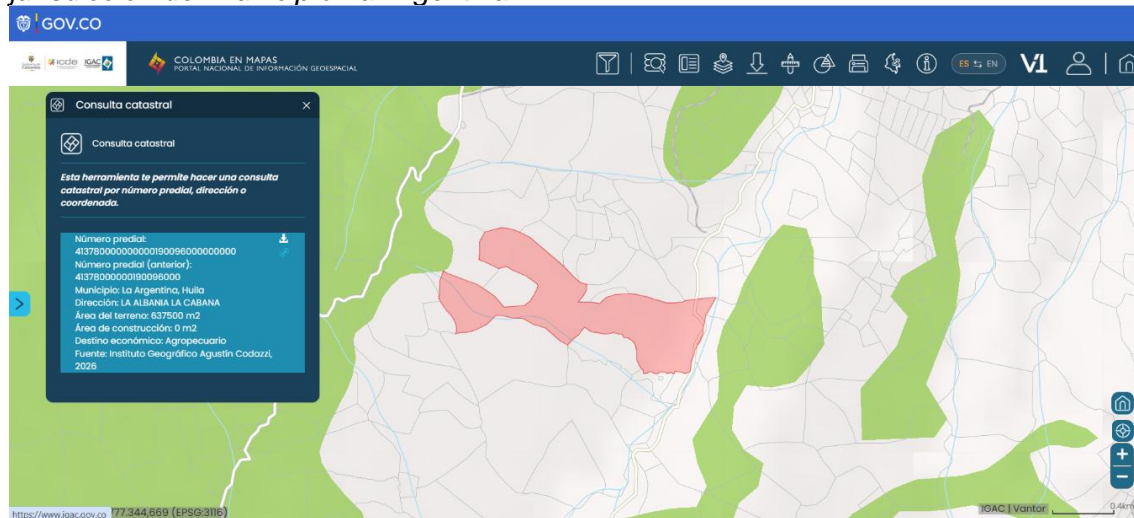 GOV.CO
icde IGAC
COLOMBIA EN MAPAS
PORTAL NACIONAL DE INFORMACIÓN GEOESPACIAL
ES ⇆ EN
V1
Consulta catastral
Consulta catastral
Esta herramienta te permite hacer una consulta
catastral por número predial, dirección o
coordenada.
Número predial:
413780000000000190096000000000
Número predial (anterior):
41378000000190096000
Municipio: La Argentina, Huila
Dirección: LA ALBANIA LA CABANA
Área del terreno: 637500 m2
Área de construcción: 0 m2
Destino económico: Agropecuario
Fuente: Instituto Geográfico Agustín Codazzi,
2026
https://www.igac.gov.co 777.344,669 (EPSG:3116)
IGAC | Vantor
0.4km